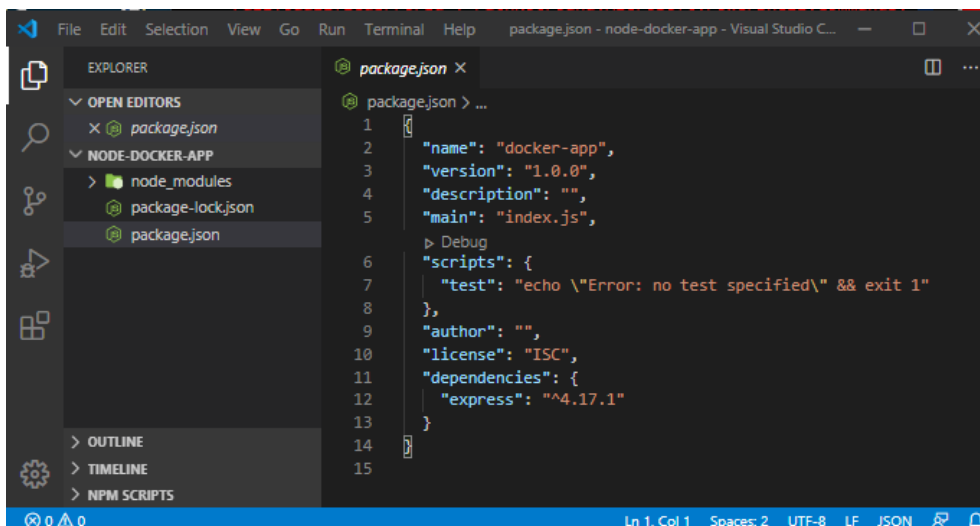 File Edit Selection View Go Run Terminal Help package.json - node-docker-app - Visual Studio C...
EXPLORER
OPEN EDITORS
package.json
NODE-DOCKER-APP
node_modules
package-lock.json
package.json
OUTLINE
TIMELINE
NPM SCRIPTS
package.json
package.json > ...
1 {
2 "name": "docker-app",
3 "version": "1.0.0",
4 "description": "",
5 "main": "index.js",
Debug
6 "scripts": {
7 "test": "echo \"Error: no test specified\" && exit 1"
8 },
9 "author": "",
10 "license": "ISC",
11 "dependencies": {
12 "express": "^4.17.1"
13 }
14 }
15
0 0 Ln 1, Col 1 Spaces: 2 UTF-8 LF JSON